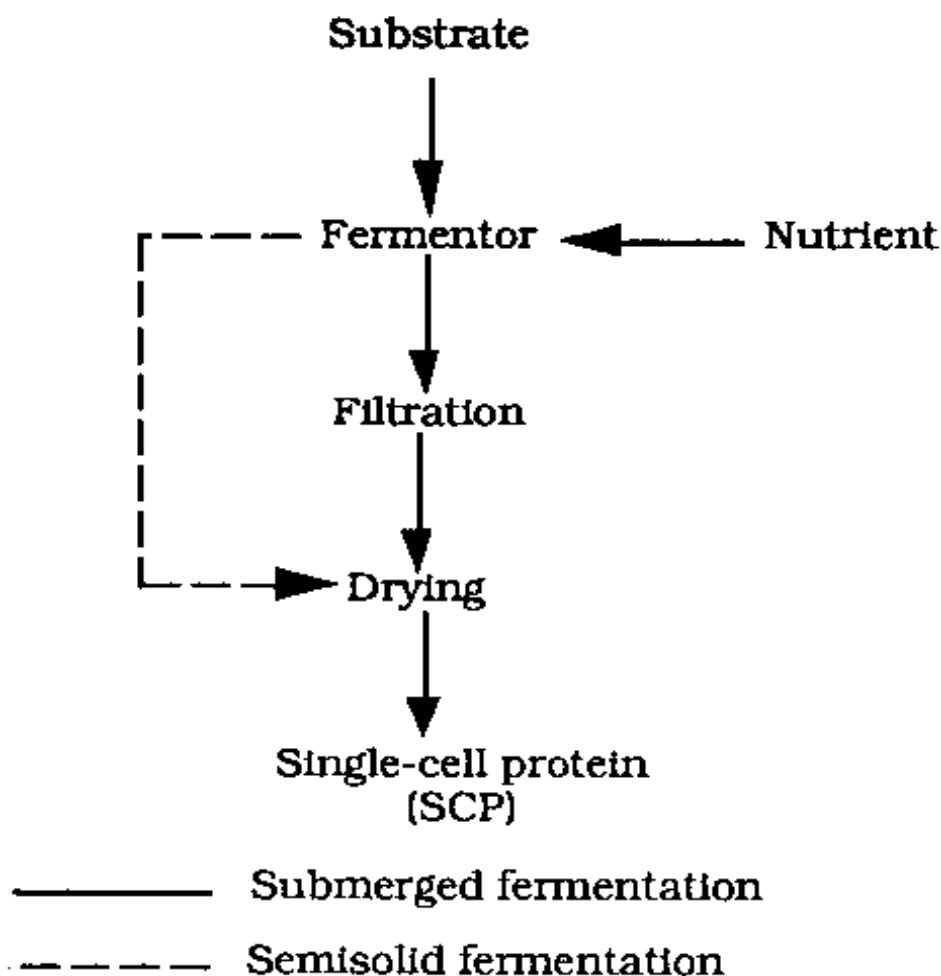 Substrate
Fermentor
Nutrient
Filtration
Drying
Single-cell protein
(SCP)
Submerged fermentation
Semisolid fermentation